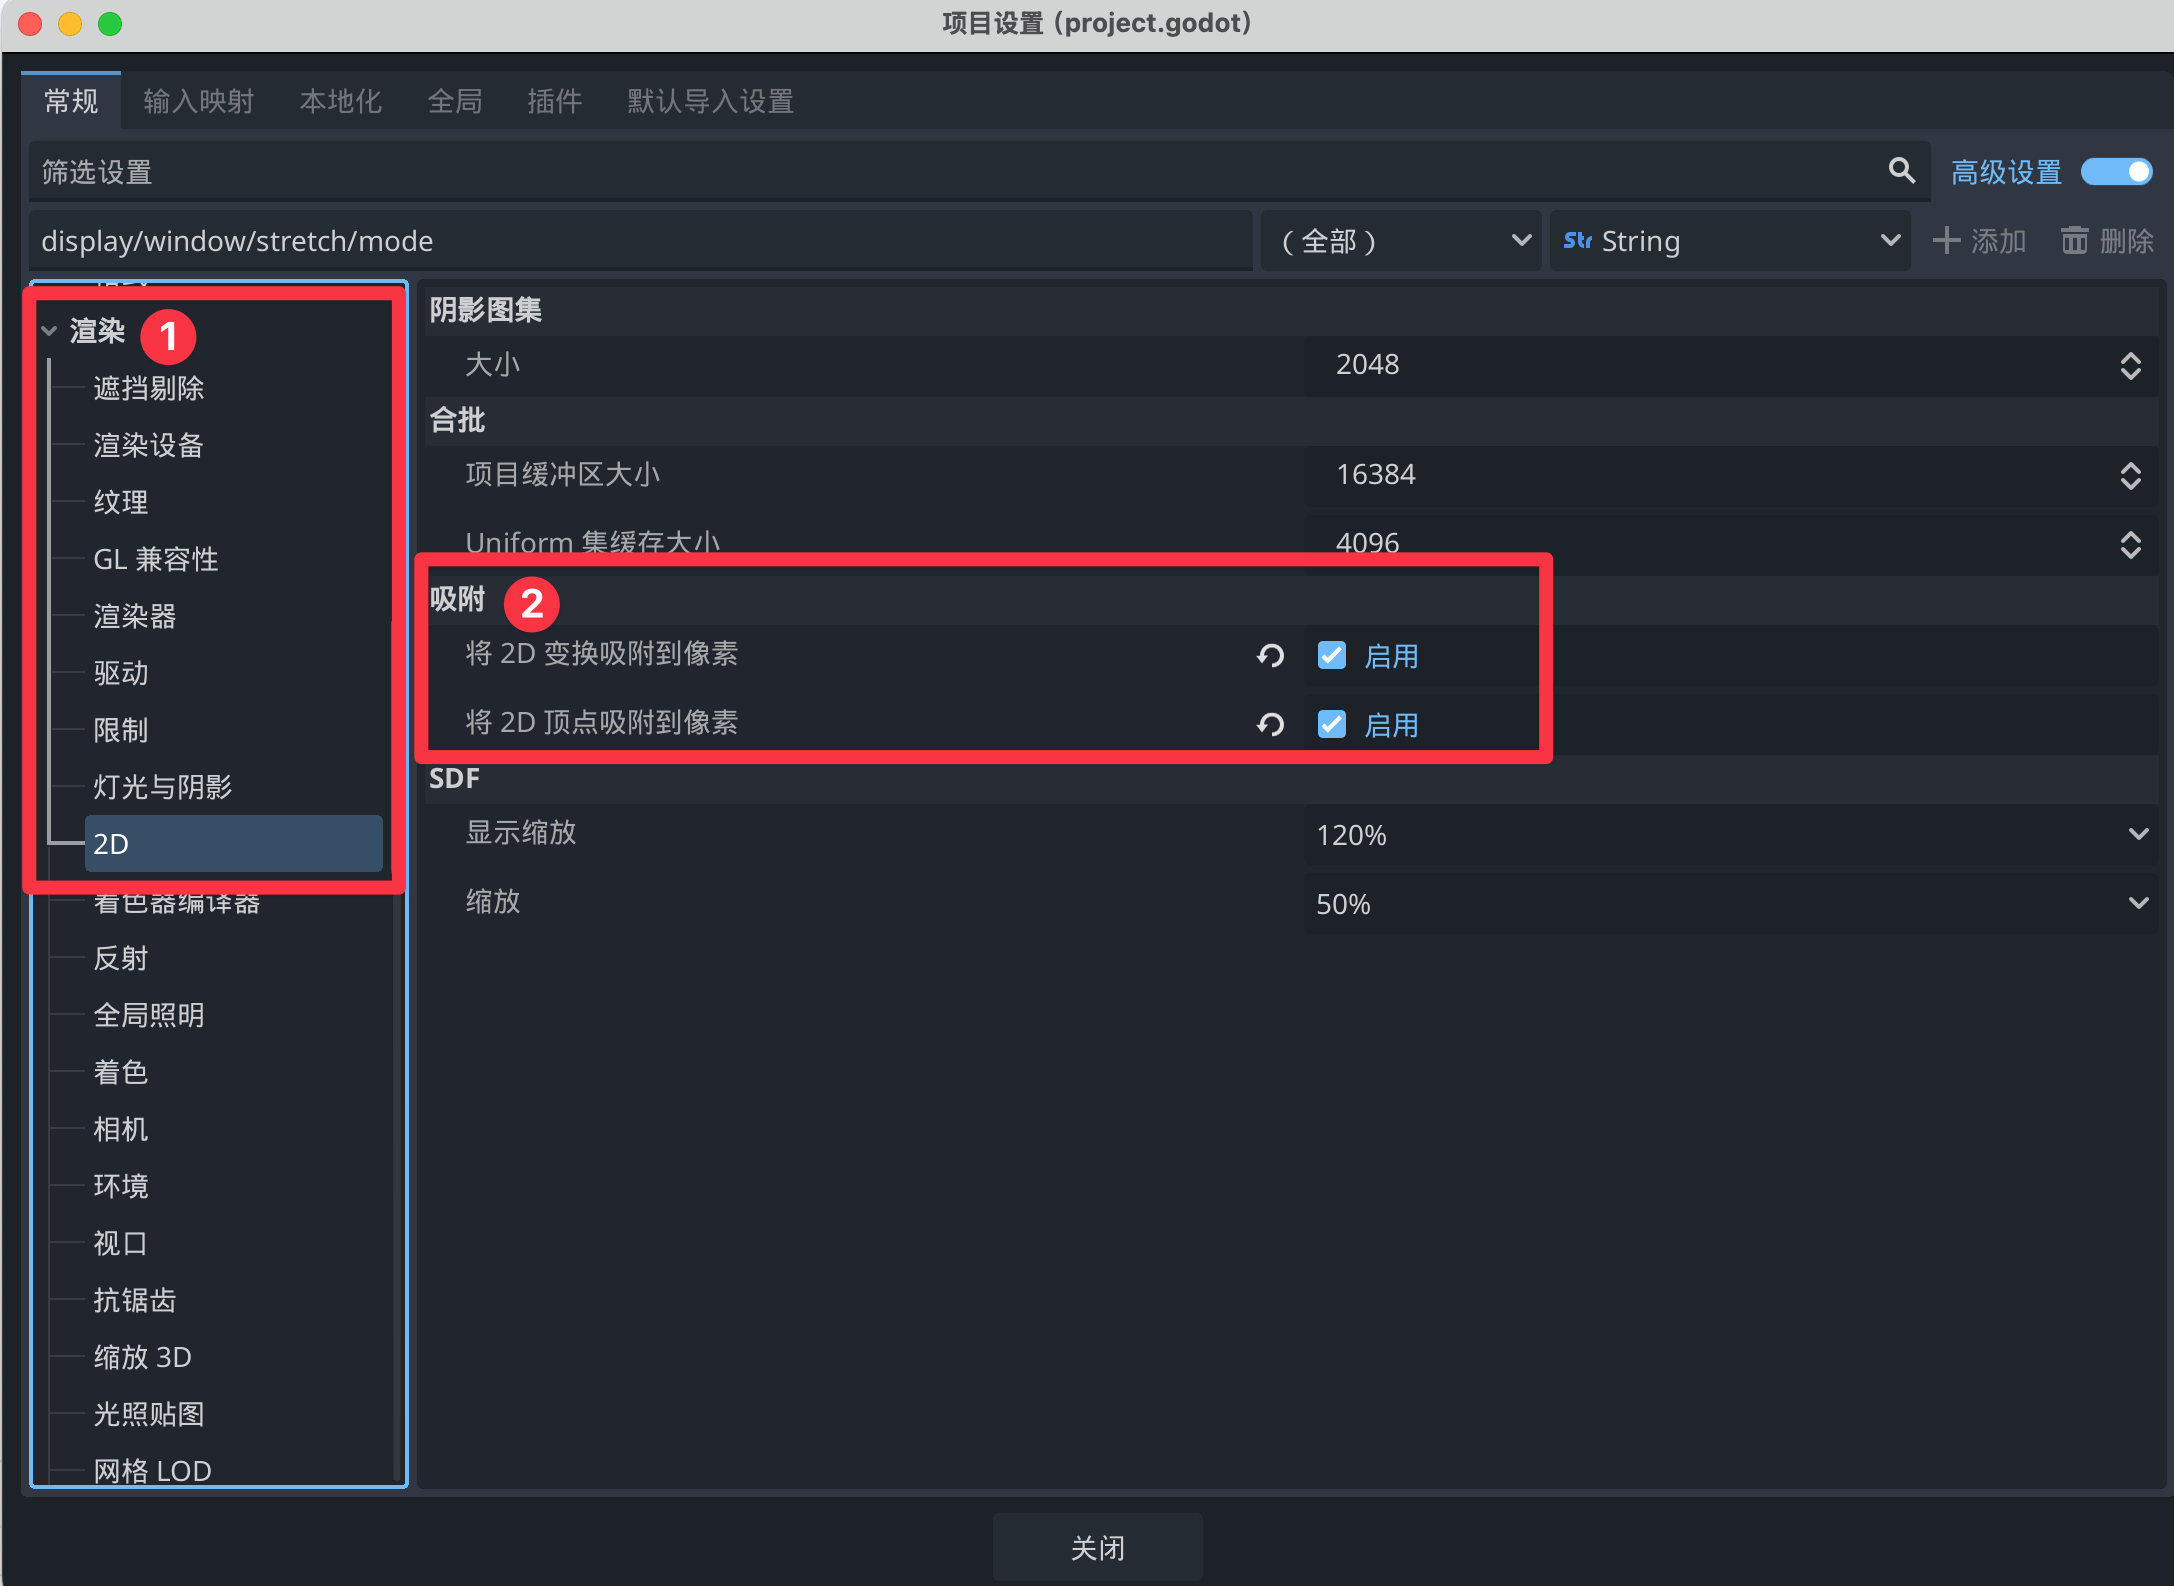 项目设置 (project.godot)
常规 输入映射 本地化 全局 插件 默认导入设置
筛选设置 高级设置
display/window/stretch/mode （全部） Str String 添加 删除
渲染 1
遮挡剔除
渲染设备
纹理
GL 兼容性
渲染器
驱动
限制
灯光与阴影
2D
着色器编译器
反射
全局照明
着色
相机
环境
视口
抗锯齿
缩放 3D
光照贴图
网格 LOD
阴影图集
大小 2048
合批
项目缓冲区大小 16384
Uniform 集缓存大小 4096
吸附 2
将 2D 变换吸附到像素 启用
将 2D 顶点吸附到像素 启用
SDF
显示缩放 120%
缩放 50%
关闭